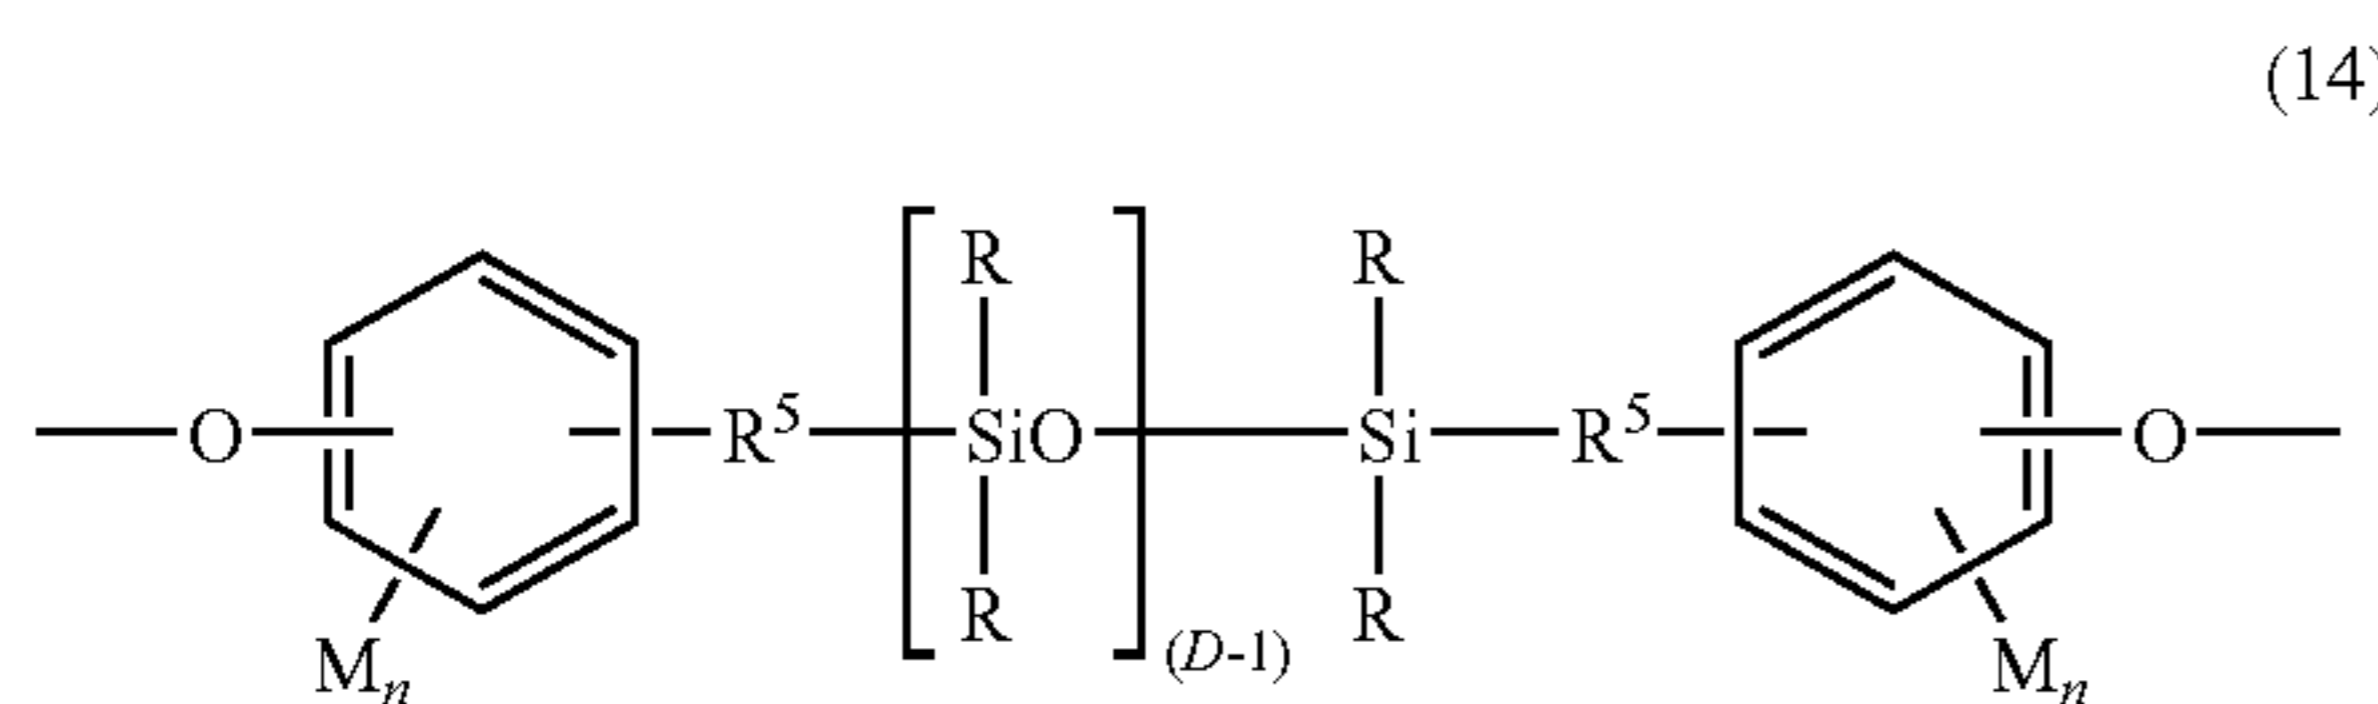 (14)
R R
O R⁵ SiO Si R⁵ O
R R
(D-1)
Mₙ Mₙ